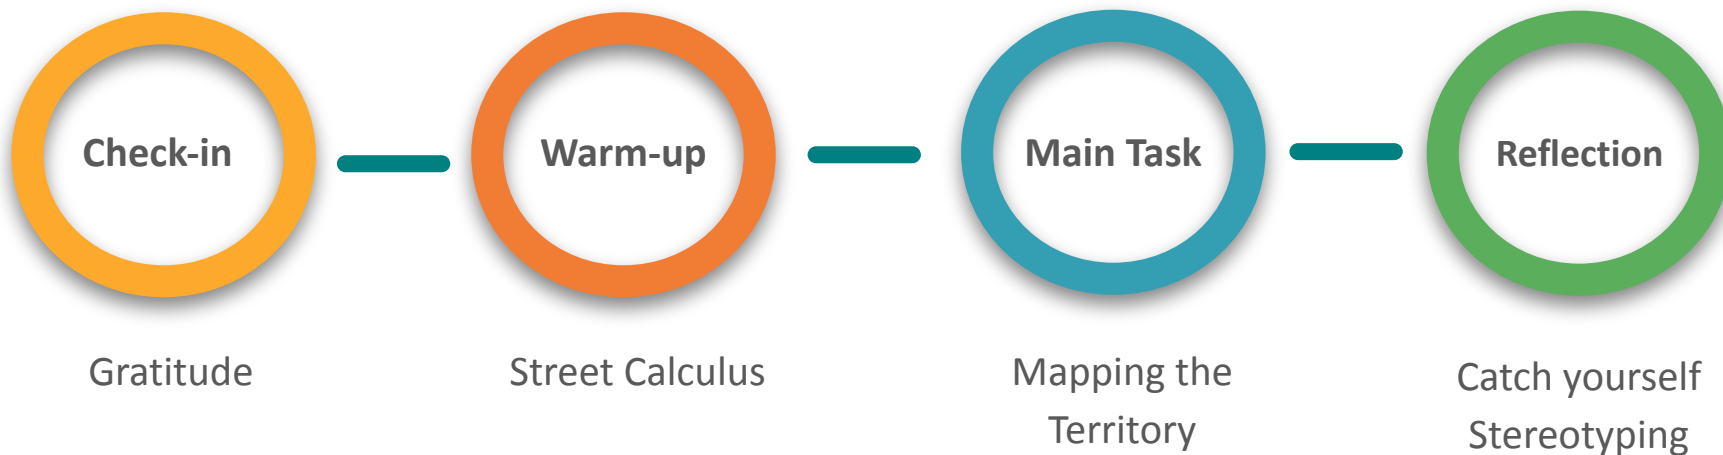 Check-in
Warm-up
Main Task
Reflection
Gratitude
Street Calculus
Mapping the
Territory
Catch yourself
Stereotyping